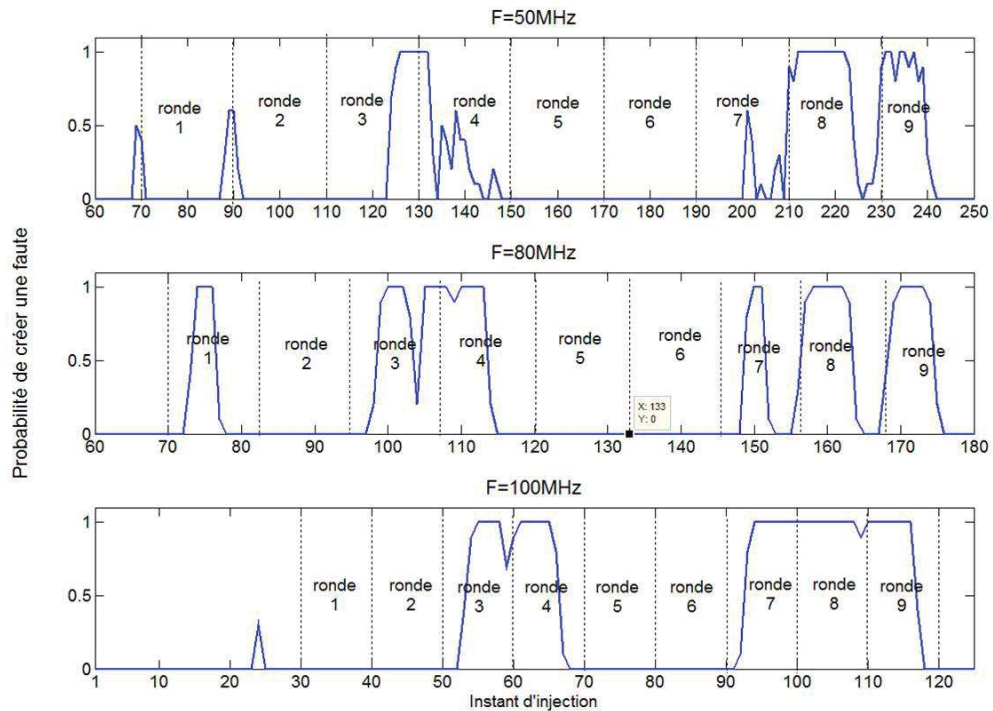 F=50MHz
1
0.5
0
ronde 1
ronde 2
ronde 3
ronde 4
ronde 5
ronde 6
ronde 7
ronde 8
ronde 9
60 70 80 90 100 110 120 130 140 150 160 170 180 190 200 210 220 230 240 250
Probabilité de créer une faute
F=80MHz
1
0.5
0
ronde 1
ronde 2
ronde 3
ronde 4
ronde 5
ronde 6
ronde 7
ronde 8
ronde 9
X: 133
Y: 0
60 70 80 90 100 110 120 130 140 150 160 170 180
F=100MHz
1
0.5
0
ronde 1
ronde 2
ronde 3
ronde 4
ronde 5
ronde 6
ronde 7
ronde 8
ronde 9
1 10 20 30 40 50 60 70 80 90 100 110 120
Instant d'injection